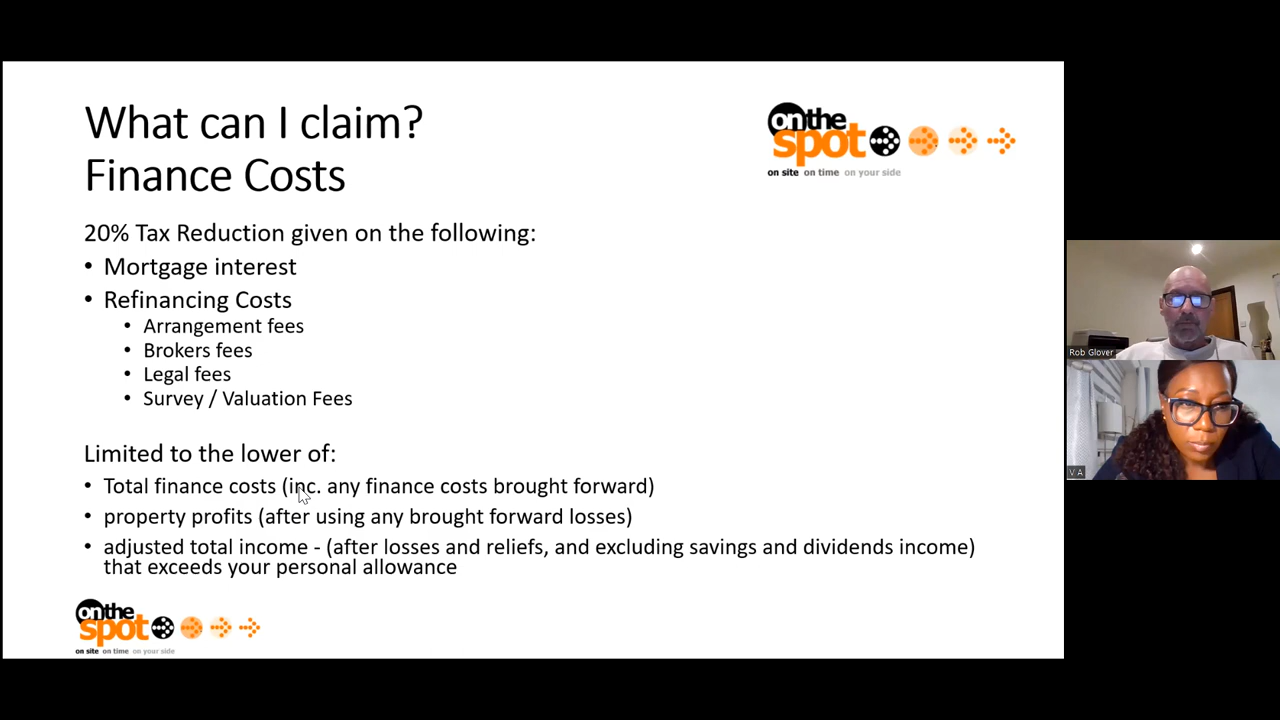 What can I claim?
Finance Costs
on the
spot
on site on time on your side
20% Tax Reduction given on the following:
• Mortgage interest
• Refinancing Costs
• Arrangement fees
• Brokers fees
• Legal fees
• Survey / Valuation Fees
Limited to the lower of:
• Total finance costs (inc. any finance costs brought forward)
• property profits (after using any brought forward losses)
• adjusted total income - (after losses and reliefs, and excluding savings and dividends income)
that exceeds your personal allowance
on the
spot
on site on time on your side
Rob Glover
V A